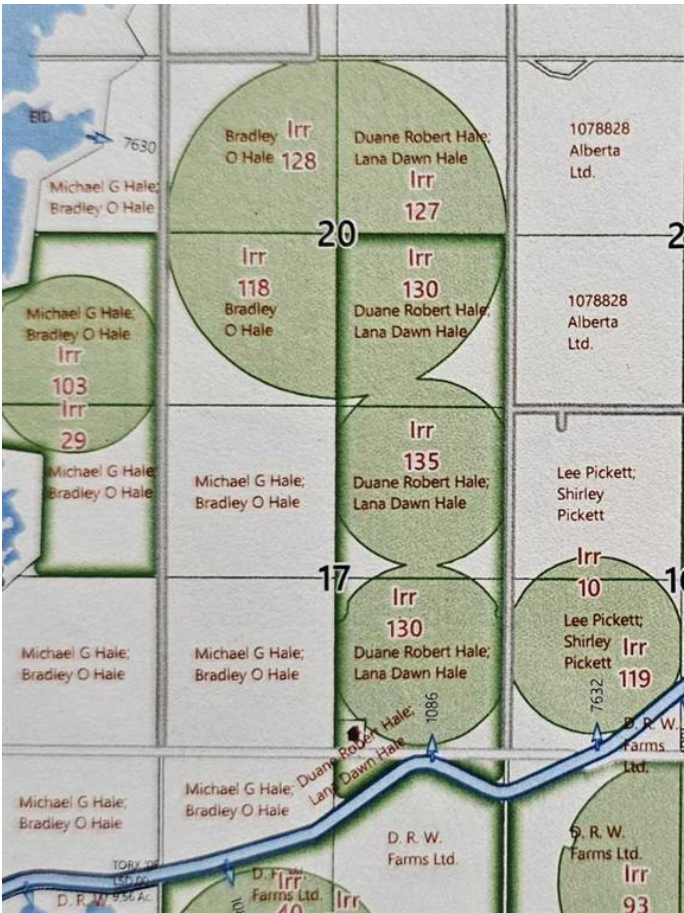 EID
7630
Michael G Hale;
Bradley O Hale
Bradley
O Hale
Irr
128
Duane Robert Hale;
Lana Dawn Hale
Irr
127
1078828
Alberta
Ltd.
20
2
Irr
118
Bradley
O Hale
Irr
130
Duane Robert Hale;
Lana Dawn Hale
1078828
Alberta
Ltd.
Michael G Hale;
Bradley O Hale
Irr
103
Irr
29
Michael G Hale;
Bradley O Hale
Michael G Hale;
Bradley O Hale
Irr
135
Duane Robert Hale;
Lana Dawn Hale
Lee Pickett;
Shirley
Pickett
17
Irr
10
Michael G Hale;
Bradley O Hale
Michael G Hale;
Bradley O Hale
Irr
130
Duane Robert Hale;
Lana Dawn Hale
Lee Pickett;
Shirley
Pickett
Irr
119
1086
7632
Duane Robert Hale;
Lana Dawn Hale
D. R. W.
Farms
Ltd.
Michael G Hale;
Bradley O Hale
Michael G Hale;
Bradley O Hale
D. R. W.
Farms Ltd.
D. R. W.
Farms Ltd.
Irr
93
9.56 Ac.
D. R. W
Farms Ltd.
Irr
40
Irr